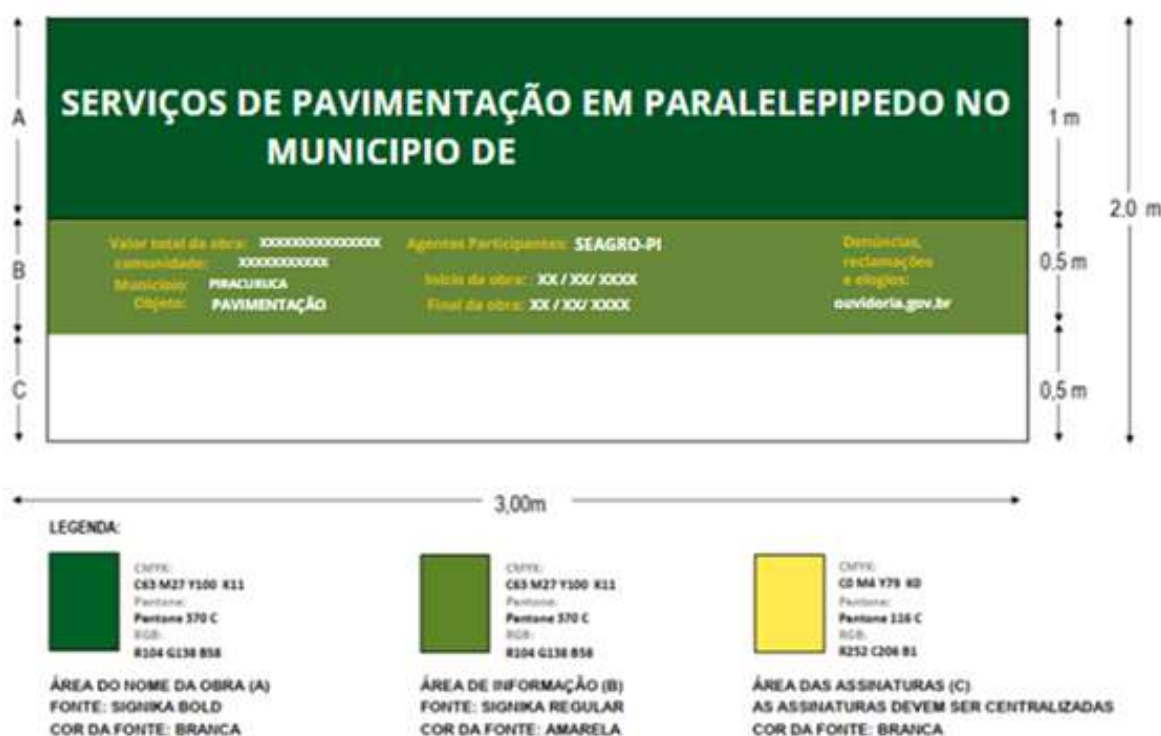 SERVIÇOS DE PAVIMENTAÇÃO EM PARALELEPIPEDO NO
MUNICIPIO DE
A
1 m
2,0 m
Valor total da obra: XXXXXXXXXXXXXXX
comunidade: XXXXXXXXXXX
Município: PIRACURUCA
Objeto: PAVIMENTAÇÃO
Agentes Participantes: SEAGRO-PI
Início da obra: XX / XX/ XXXX
Final da obra: XX / XX/ XXXX
Denúncias,
reclamações
e elogios:
ouvidoria.gov.br
B
0,5 m
C
0,5 m
3,00m
LEGENDA:
CMYK:
C63 M27 Y100 K11
Pantone:
Pantone 370 C
RGB:
R104 G138 B58
ÁREA DO NOME DA OBRA (A)
FONTE: SIGNIKA BOLD
COR DA FONTE: BRANCA
CMYK:
C63 M27 Y100 K11
Pantone:
Pantone 370 C
RGB:
R104 G138 B58
ÁREA DE INFORMAÇÃO (B)
FONTE: SIGNIKA REGULAR
COR DA FONTE: AMARELA
CMYK:
C0 M4 Y79 K0
Pantone:
Pantone 116 C
RGB:
R252 C206 B1
ÁREA DAS ASSINATURAS (C)
AS ASSINATURAS DEVEM SER CENTRALIZADAS
COR DA FONTE: BRANCA